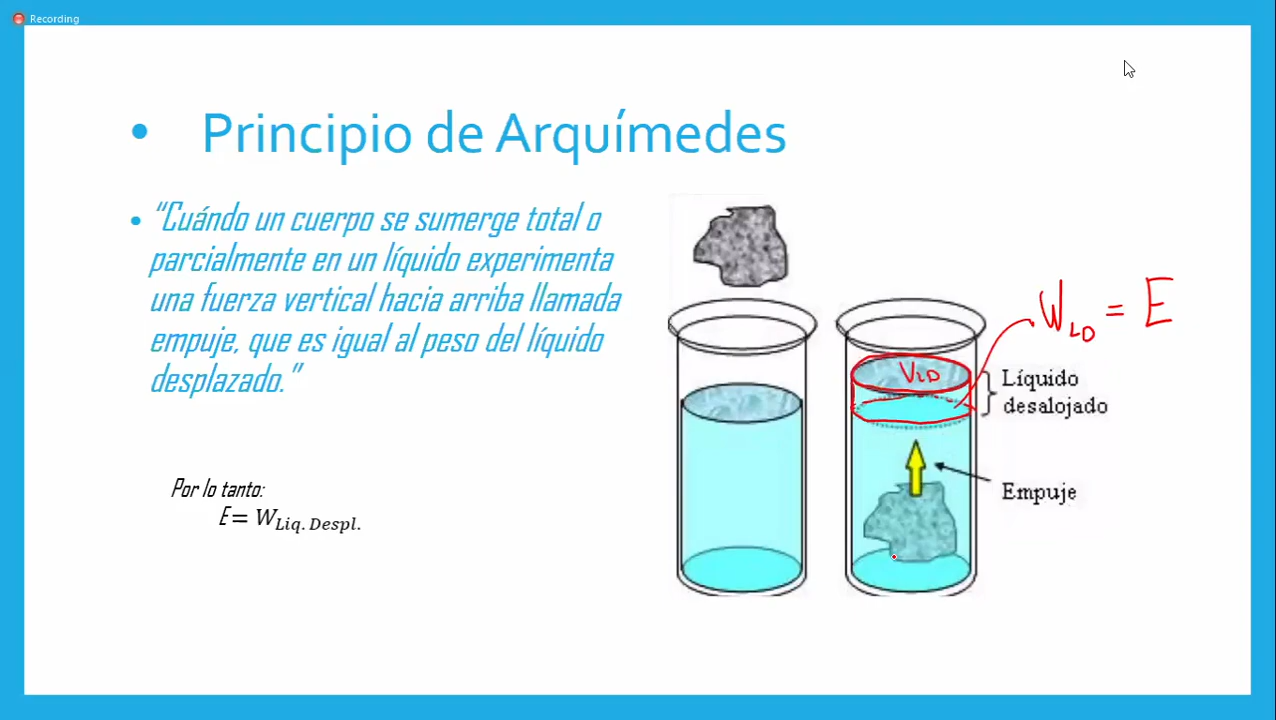 Recording
• Principio de Arquímedes
• “Cuándo un cuerpo se sumerge total o
parcialmente en un líquido experimenta
una fuerza vertical hacia arriba llamada
empuje, que es igual al peso del líquido
desplazado.”
Por lo tanto:
E = W Liq. Despl.
W LD = E
VLD
Líquido
desalojado
Empuje